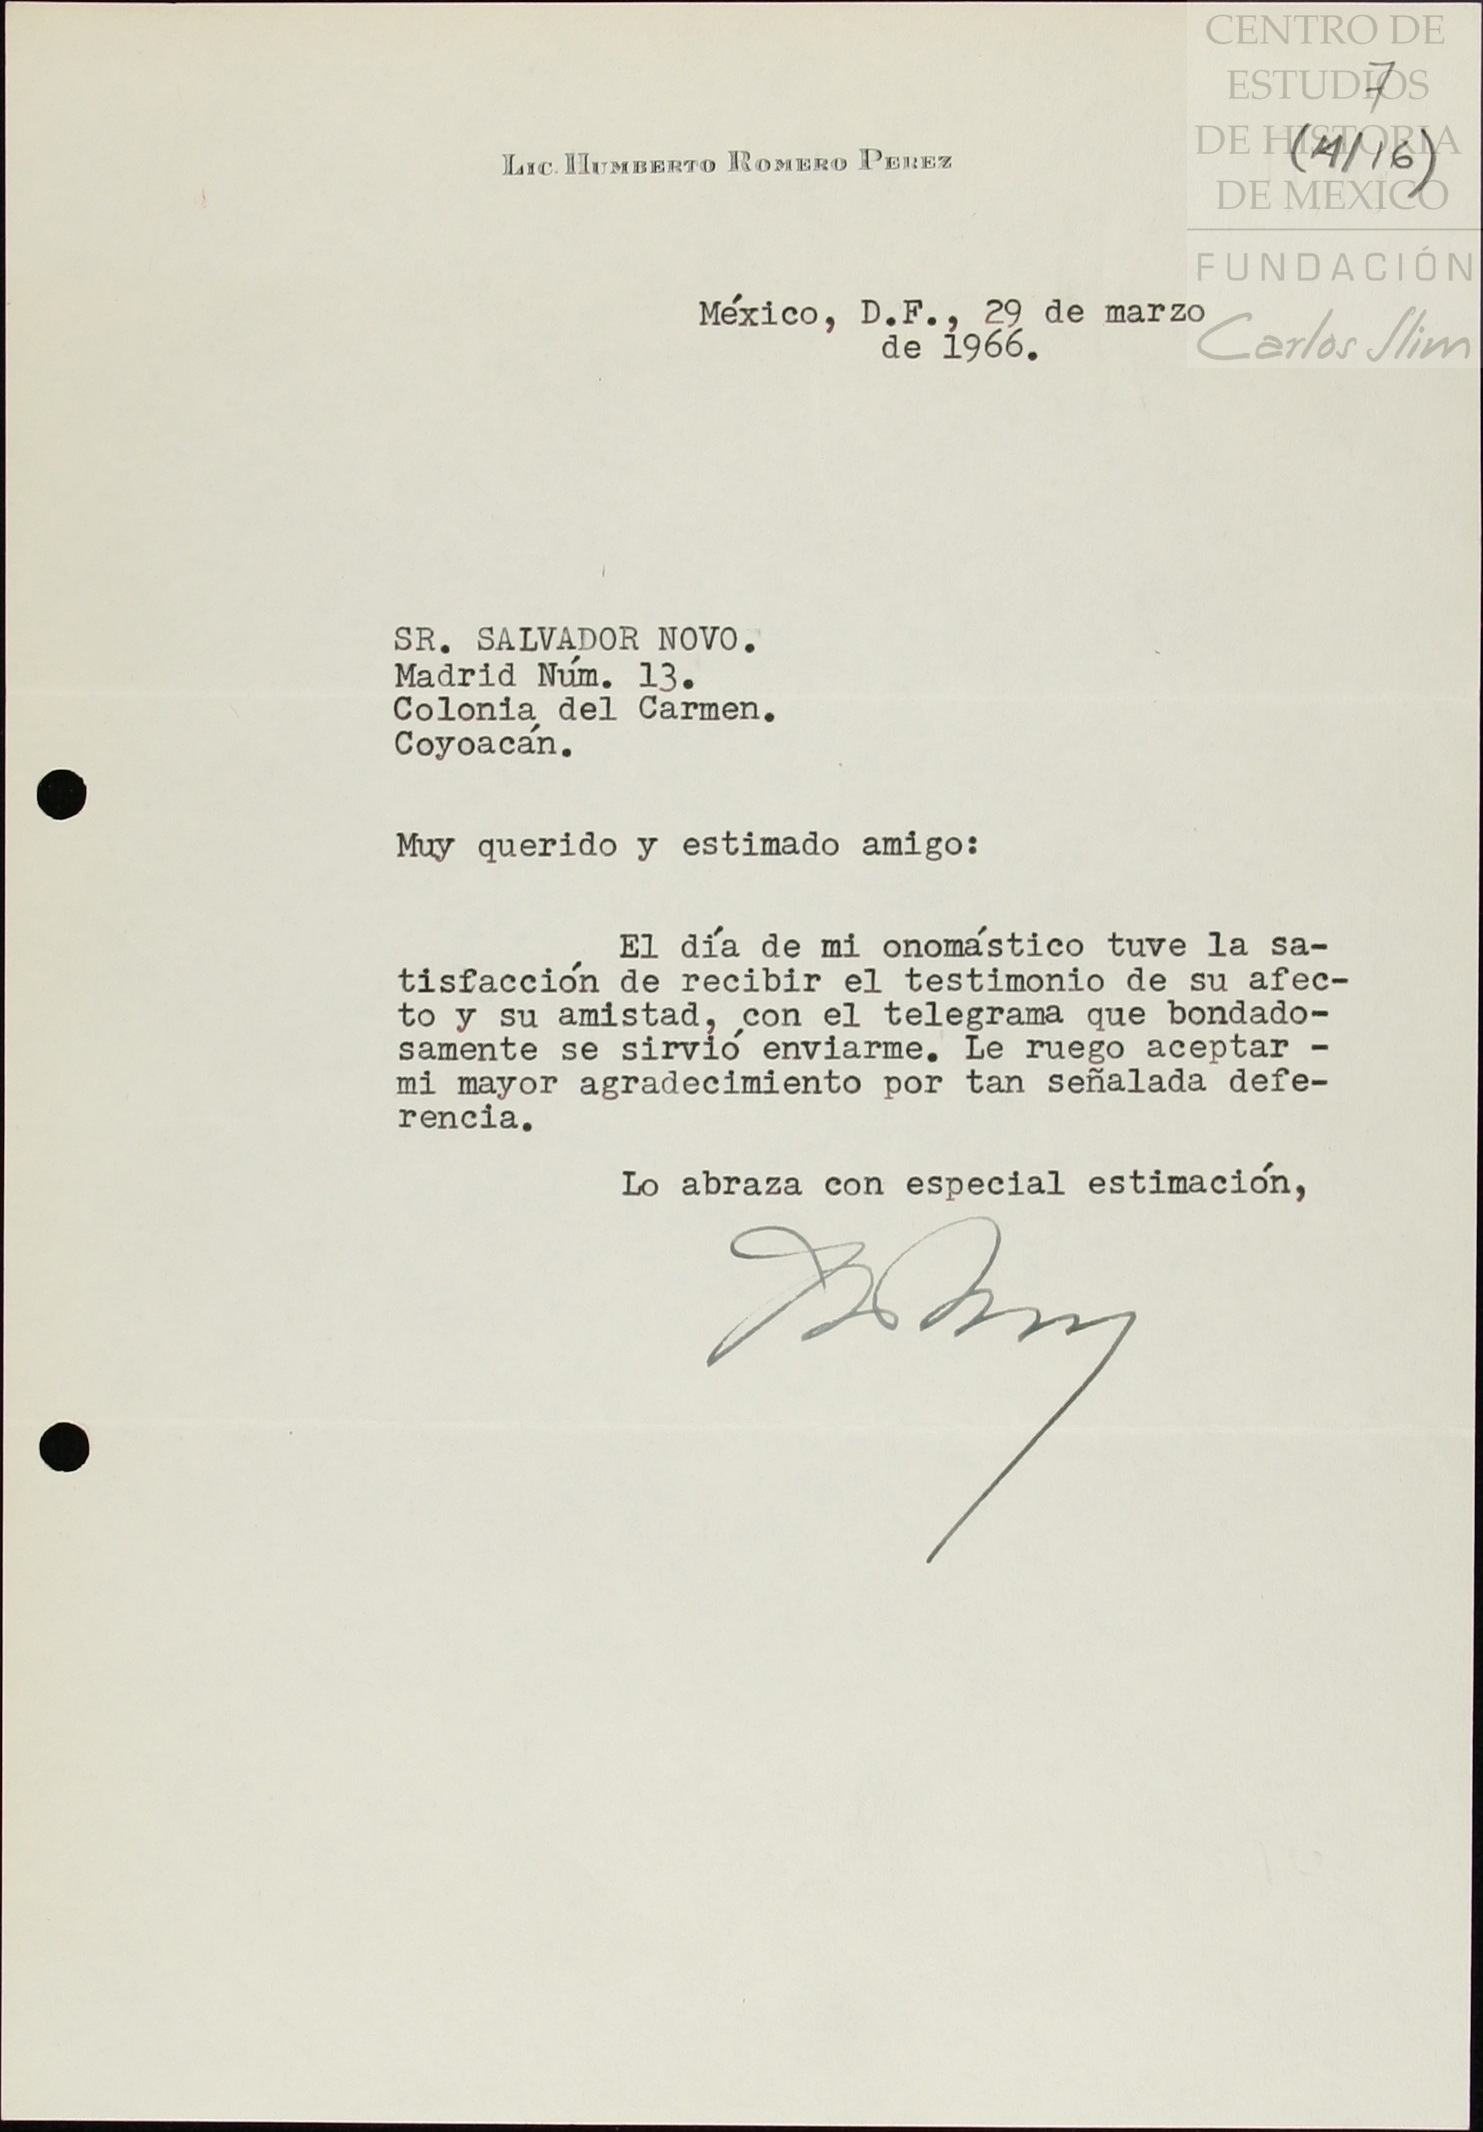 CENTRO DE
ESTUDIOS
7
DE HISTORIA
(14/16)
DE MEXICO
FUNDACIÓN
Carlos Slim
LIC. HUMBERTO ROMERO PEREZ
México, D.F., 29 de marzo
de 1966.
SR. SALVADOR NOVO.
Madrid Núm. 13.
Colonia del Carmen.
Coyoacán.
Muy querido y estimado amigo:
El día de mi onomástico tuve la sa-
tisfacción de recibir el testimonio de su afec-
to y su amistad, con el telegrama que bondado-
samente se sirvió enviarme. Le ruego aceptar -
mi mayor agradecimiento por tan señalada defe-
rencia.
Lo abraza con especial estimación,